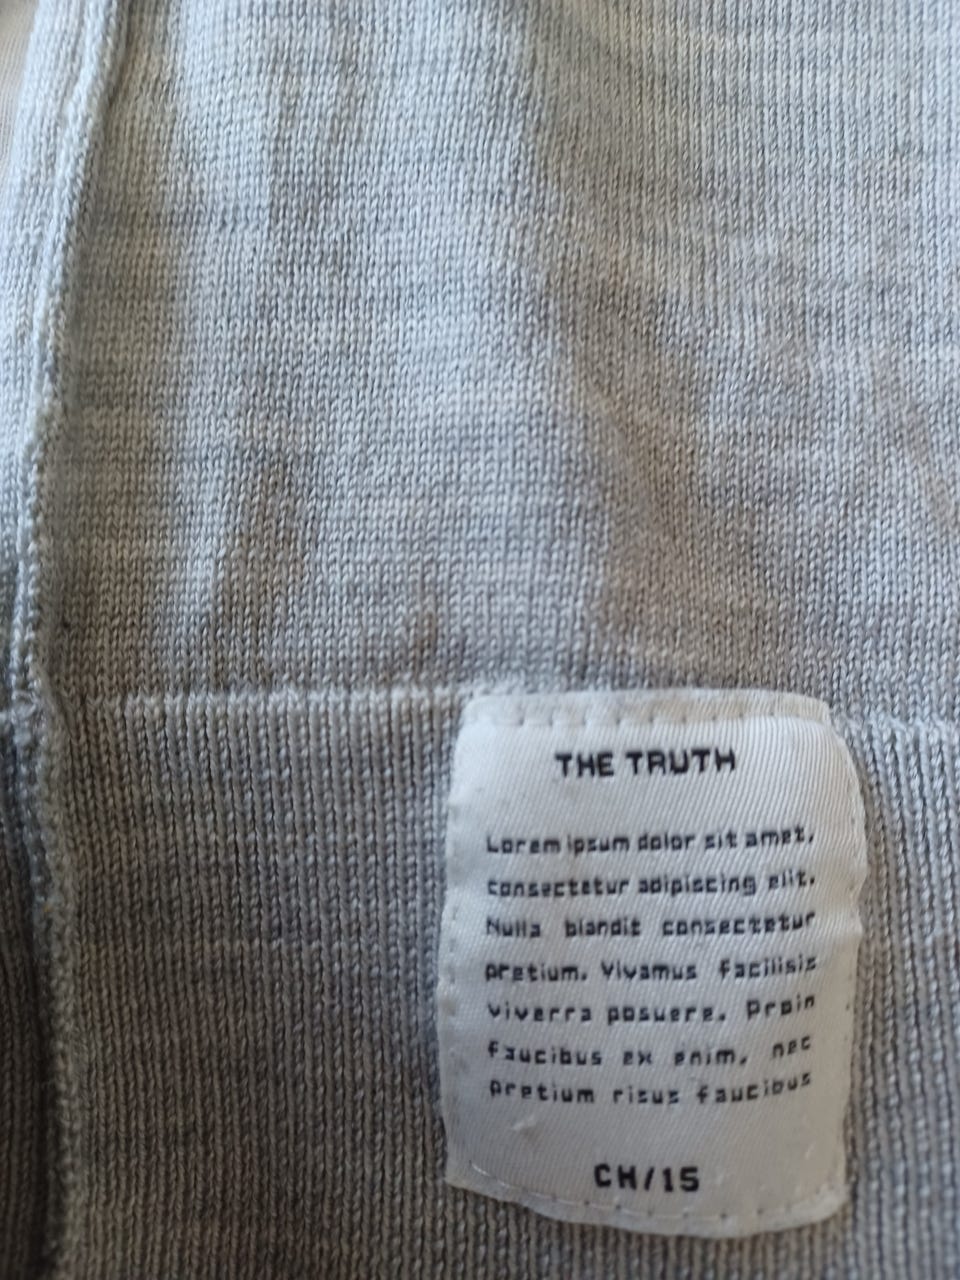 THE TRUTH
Lorem ipsum dolor sit amet,
consectetur adipiscing elit.
Nulla blandit consectetur
pretium. Vivamus facilisis
viverra posuere. Proin
faucibus ex enim, nec
pretium risus faucibus
CH/15